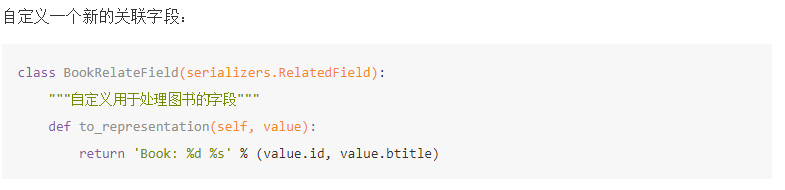 自定义一个新的关联字段：
class BookRelateField(serializers.RelatedField):
    """自定义用于处理图书的字段"""
    def to_representation(self, value):
        return 'Book: %d %s' % (value.id, value.btitle)